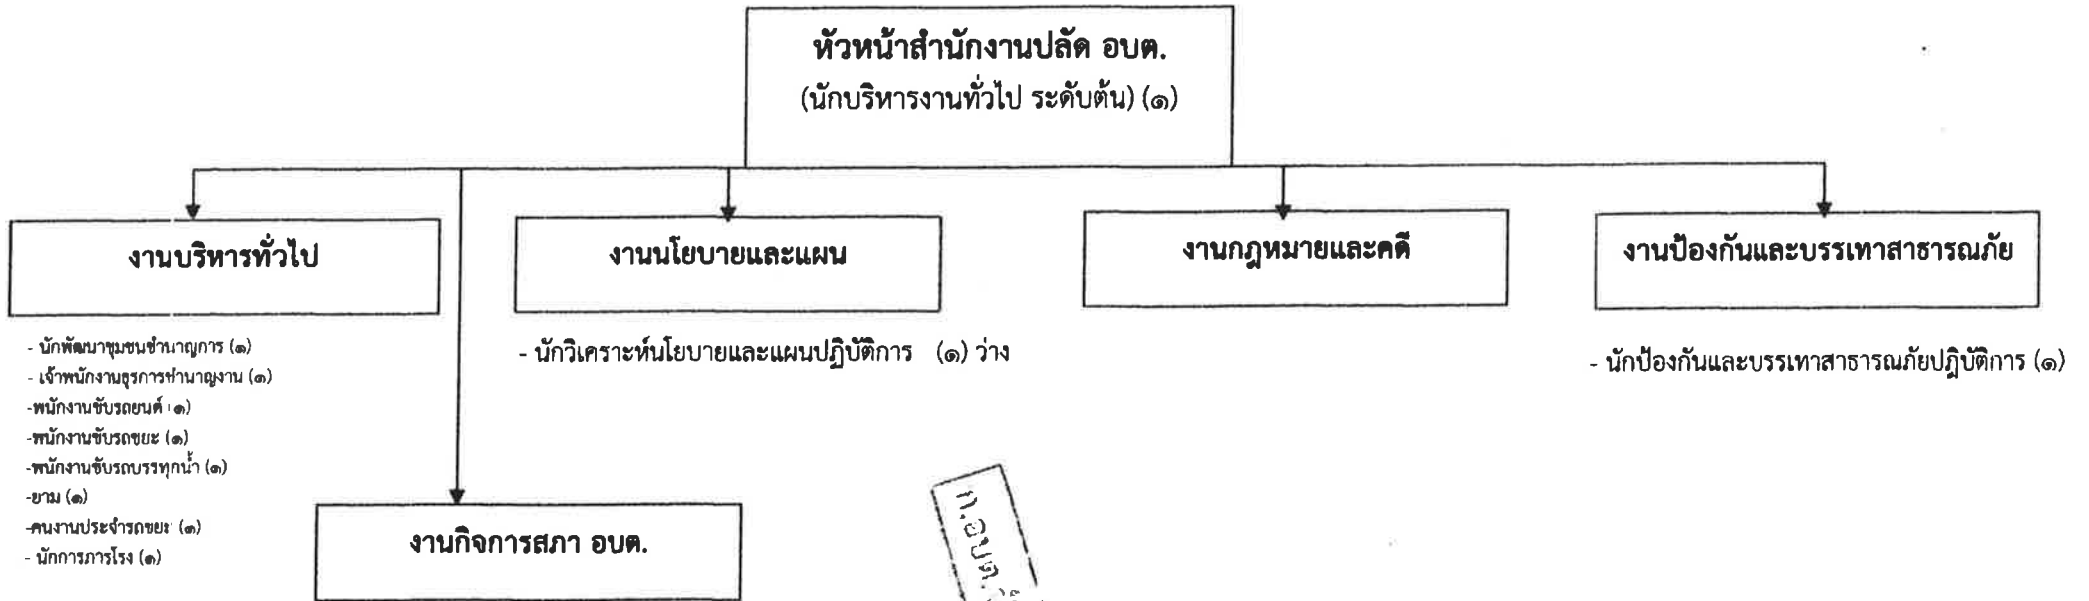 หัวหน้าสำนักงานปลัด อบต.
(นักบริหารงานทั่วไป ระดับต้น) (๑)
งานบริหารทั่วไป
งานนโยบายและแผน
งานกฎหมายและคดี
งานป้องกันและบรรเทาสาธารณภัย
- นักพัฒนาชุมชนชำนาญการ (๑)
- เจ้าพนักงานธุรการชำนาญงาน (๑)
-พนักงานขับรถยนต์ (๑)
-พนักงานขับรถขยะ (๑)
-พนักงานขับรถบรรทุกน้ำ (๑)
-ยาม (๑)
-คนงานประจำรถขยะ (๑)
- นักการภารโรง (๑)
- นักวิเคราะห์นโยบายและแผนปฏิบัติการ (๑) ว่าง
- นักป้องกันและบรรเทาสาธารณภัยปฏิบัติการ (๑)
งานกิจการสภา อบต.
ก.อบต.